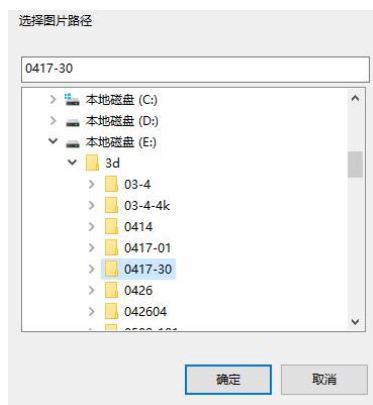 选择图片路径
0417-30
本地磁盘 (C:)
本地磁盘 (D:)
本地磁盘 (E:)
3d
03-4
03-4-4k
0414
0417-01
0417-30
0426
042604
确定
取消